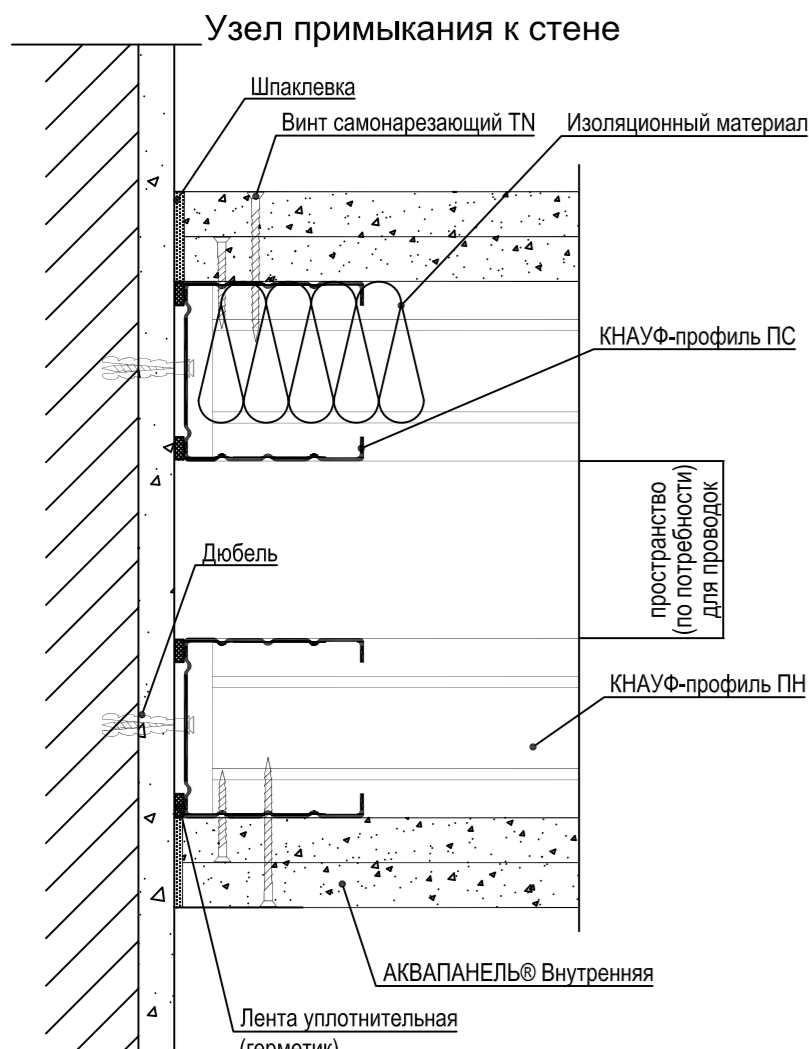 Узел примыкания к стене
Шпаклевка
Винт самонарезающий TN
Изоляционный материал
КНАУФ-профиль ПС
пространство
(по потребности)
для проводок
Дюбель
КНАУФ-профиль ПН
АКВАПАНЕЛЬ® Внутренняя
Лента уплотнительная
(герметик)